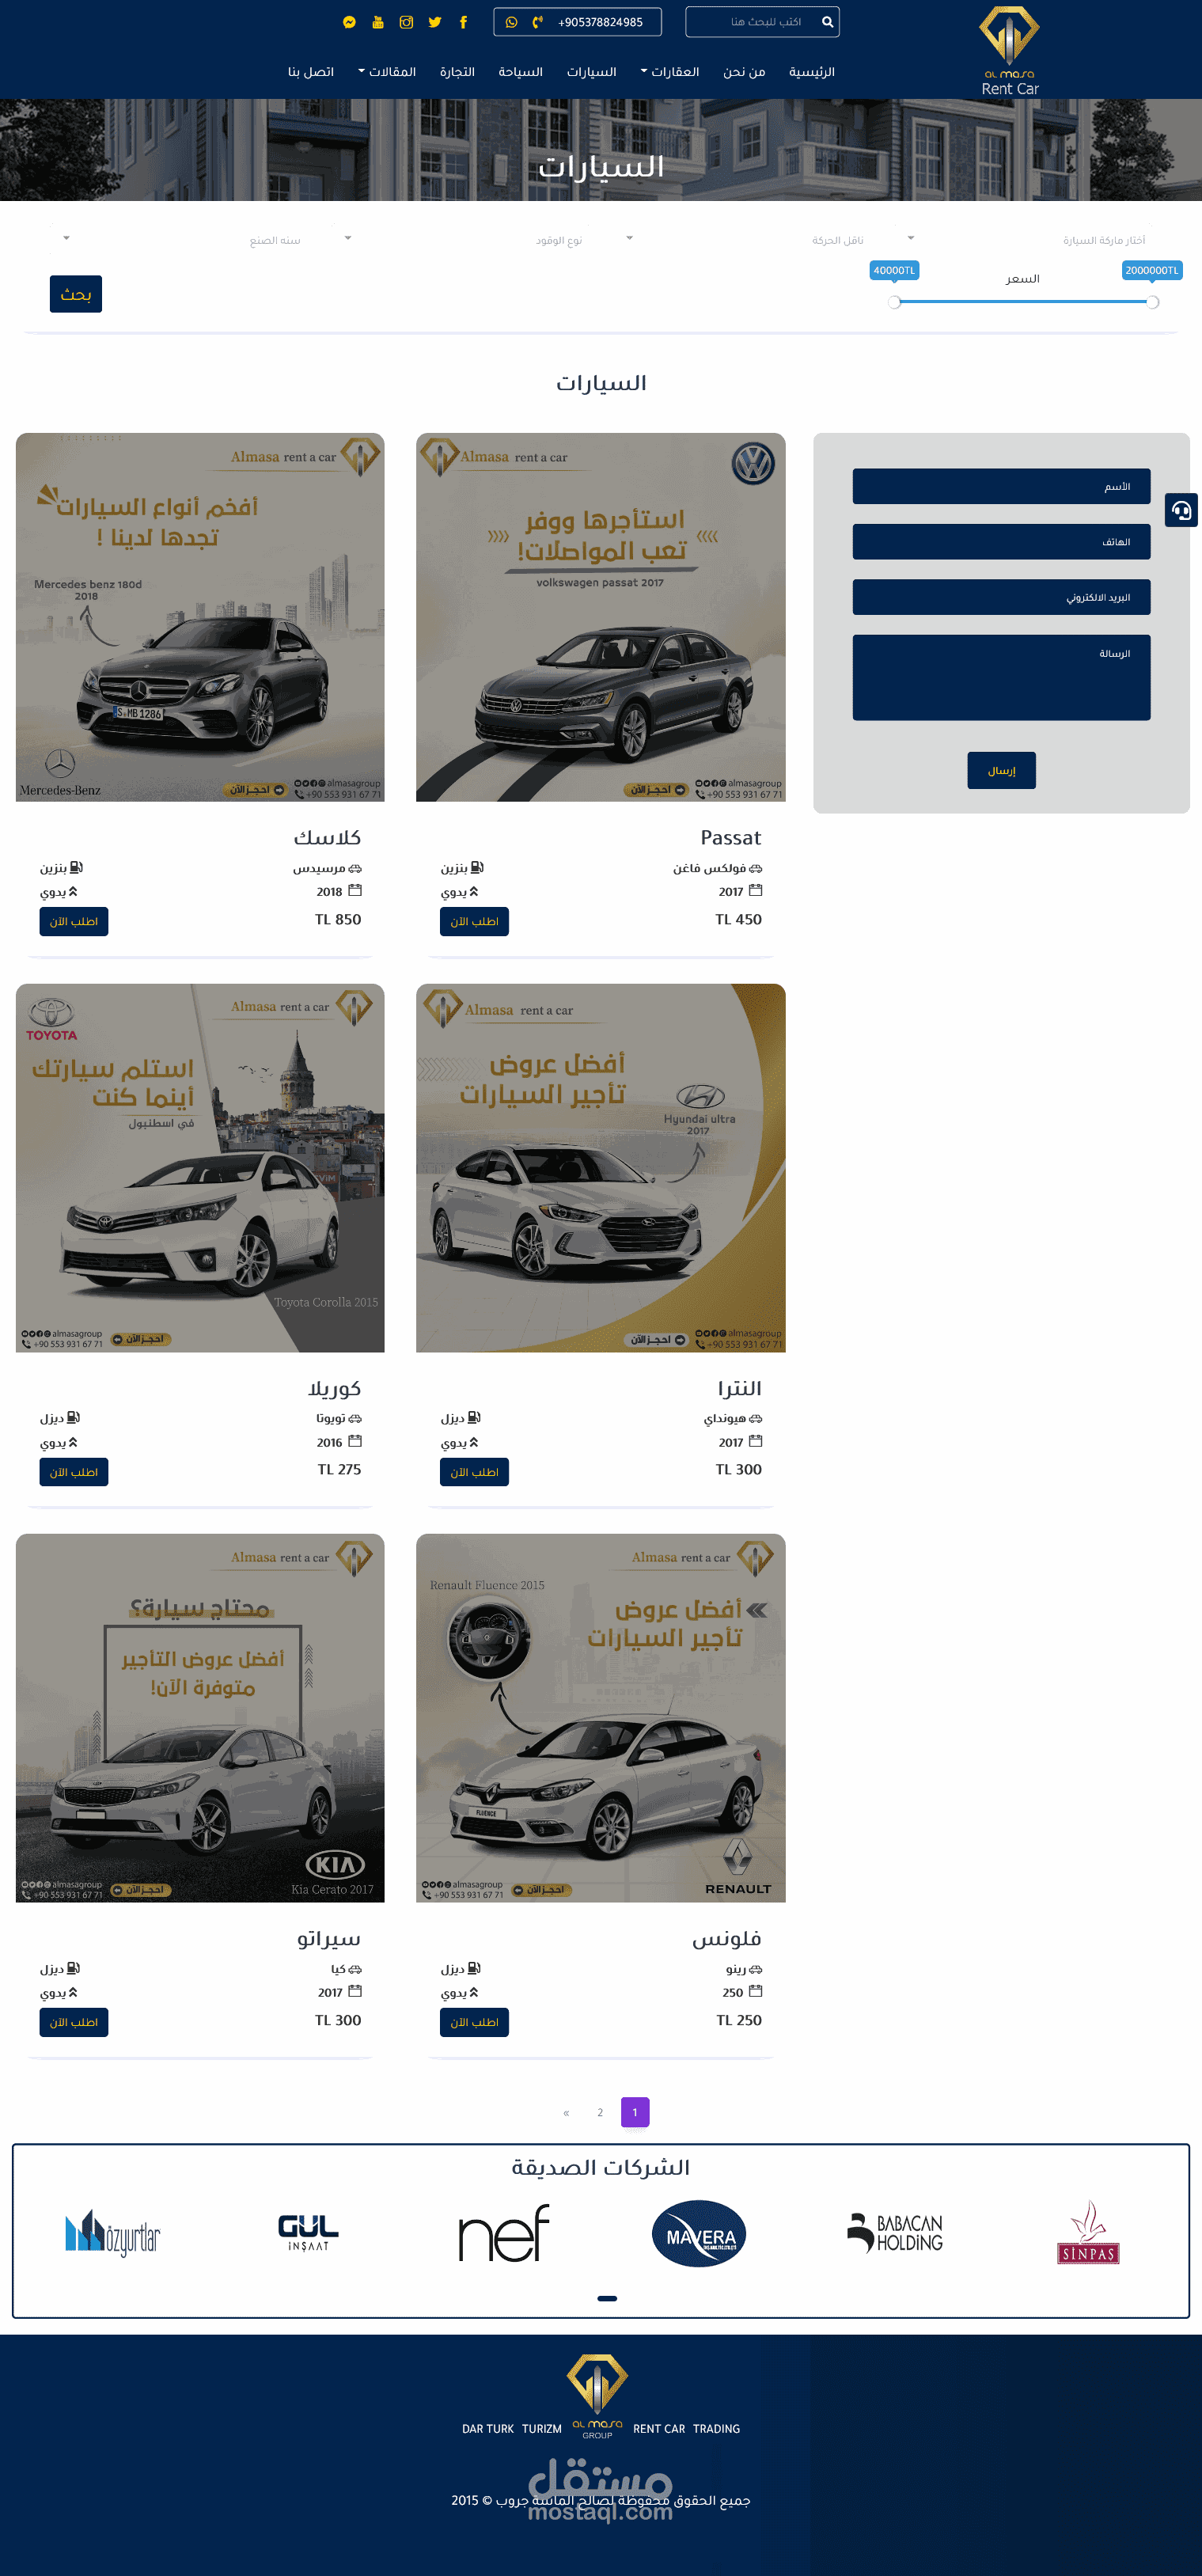 AL MASA
Rent Car
اكتب للبحث هنا
+905378824985
الرئيسية
من نحن
العقارات
السيارات
السياحة
التجارة
المقالات
اتصل بنا
السيارات
أختار ماركة السيارة
ناقل الحركة
نوع الوقود
سنه الصنع
السعر
2000000TL
40000TL
بحث
السيارات
الأسم
الهاتف
البريد الالكتروني
الرسالة
إرسال
Almasa rent a car
استأجرها ووفر
تعب المواصلات!
volkswagen passat 2017
احجز الآن
almasagroup
+90 553 931 67 71
Passat
فولكس فاغن
بنزين
2017
يدوي
450 TL
اطلب الآن
Almasa rent a car
أفخم أنواع السيارات
تجدها لدينا !
Mercedes benz 180d
2018
S·MB 1286
Mercedes-Benz
احجز الآن
almasagroup
+90 553 931 67 71
كلاسك
مرسيدس
بنزين
2018
يدوي
850 TL
اطلب الآن
Almasa rent a car
أفضل عروض
تأجير السيارات
Hyundai ultra
2017
احجز الآن
almasagroup
+90 553 931 67 71
النترا
هيونداي
ديزل
2017
يدوي
300 TL
اطلب الآن
Almasa rent a car
TOYOTA
استلم سيارتك
أينما كنت
في اسطنبول
Toyota Corolla 2015
almasagroup
احجز الآن
+90 553 931 67 71
كوريلا
تويوتا
ديزل
2016
يدوي
275 TL
اطلب الآن
Almasa rent a car
Renault Fluence 2015
أفضل عروض
تأجير السيارات
FLUENCE
RENAULT
almasagroup
احجز الآن
+90 553 931 67 71
فلونس
رينو
ديزل
250
يدوي
250 TL
اطلب الآن
Almasa rent a car
محتاج سيارة؟
أفضل عروض التأجير
متوفرة الآن!
KIA
Kia Cerato 2017
almasagroup
احجز الآن
+90 553 931 67 71
سيراتو
كيا
ديزل
2017
يدوي
300 TL
اطلب الآن
1
2
»
الشركات الصديقة
SİNPAŞ
BABACAN
HOLDİNG
MAVERA
nef
GUL
İNŞAAT
özyurtlar
AL MASA
GROUP
DAR TURK TURIZM RENT CAR TRADING
مستقل
mostaql.com
جميع الحقوق محفوظة لصالح الماسة جروب © 2015